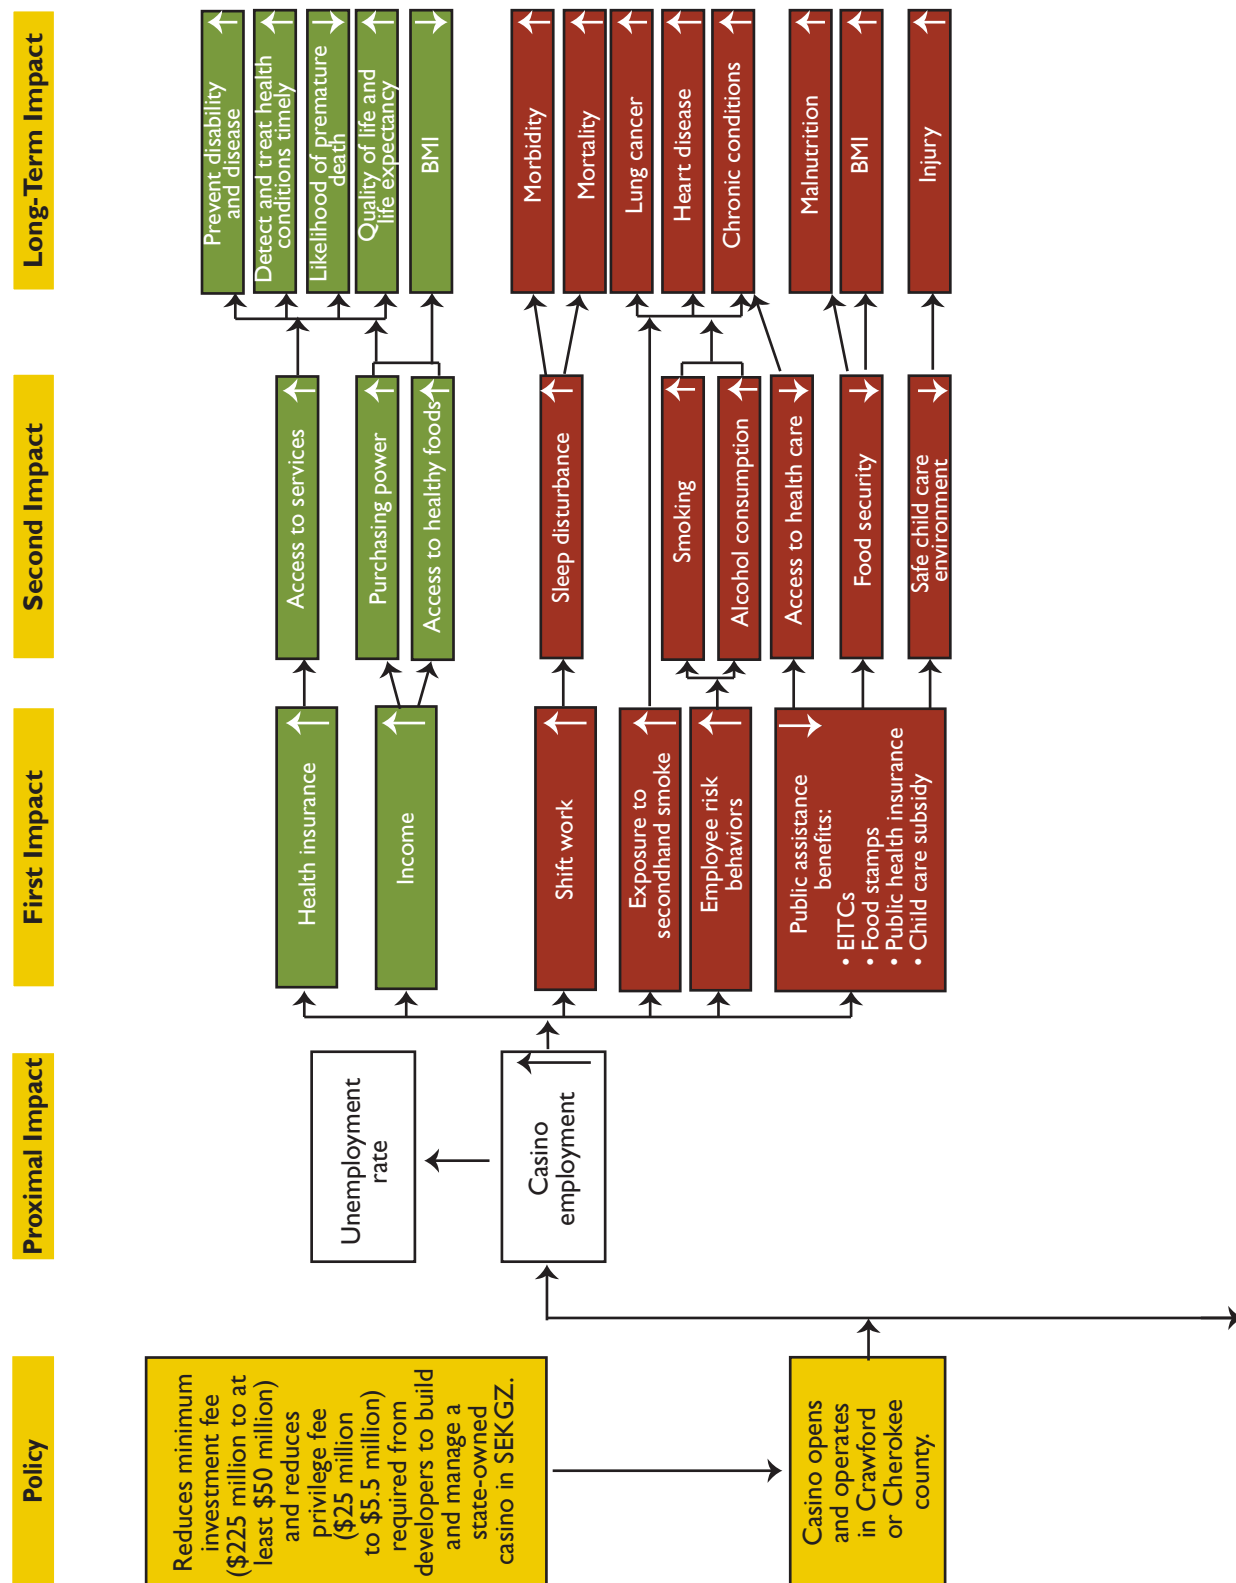 Policy
Proximal Impact
First Impact
Second Impact
Long-Term Impact
Reduces minimum
investment fee
($225 million to at
least $50 million)
and reduces
privilege fee
($25 million
to $5.5 million)
required from
developers to build
and manage a
state-owned
casino in SEKGZ.
Casino opens
and operates
in Crawford
or Cherokee
county.
Unemployment
rate
Casino
employment
Health insurance
Income
Shift work
Exposure to
secondhand smoke
Employee risk
behaviors
Public assistance
benefits:
• EITCs
• Food stamps
• Public health insurance
• Child care subsidy
Access to services
Purchasing power
Access to healthy foods
Sleep disturbance
Smoking
Alcohol consumption
Access to health care
Food security
Safe child care
environment
Prevent disability
and disease
Detect and treat health
conditions timely
Likelihood of premature
death
Quality of life and
life expectancy
BMI
Morbidity
Mortality
Lung cancer
Heart disease
Chronic conditions
Malnutrition
BMI
Injury